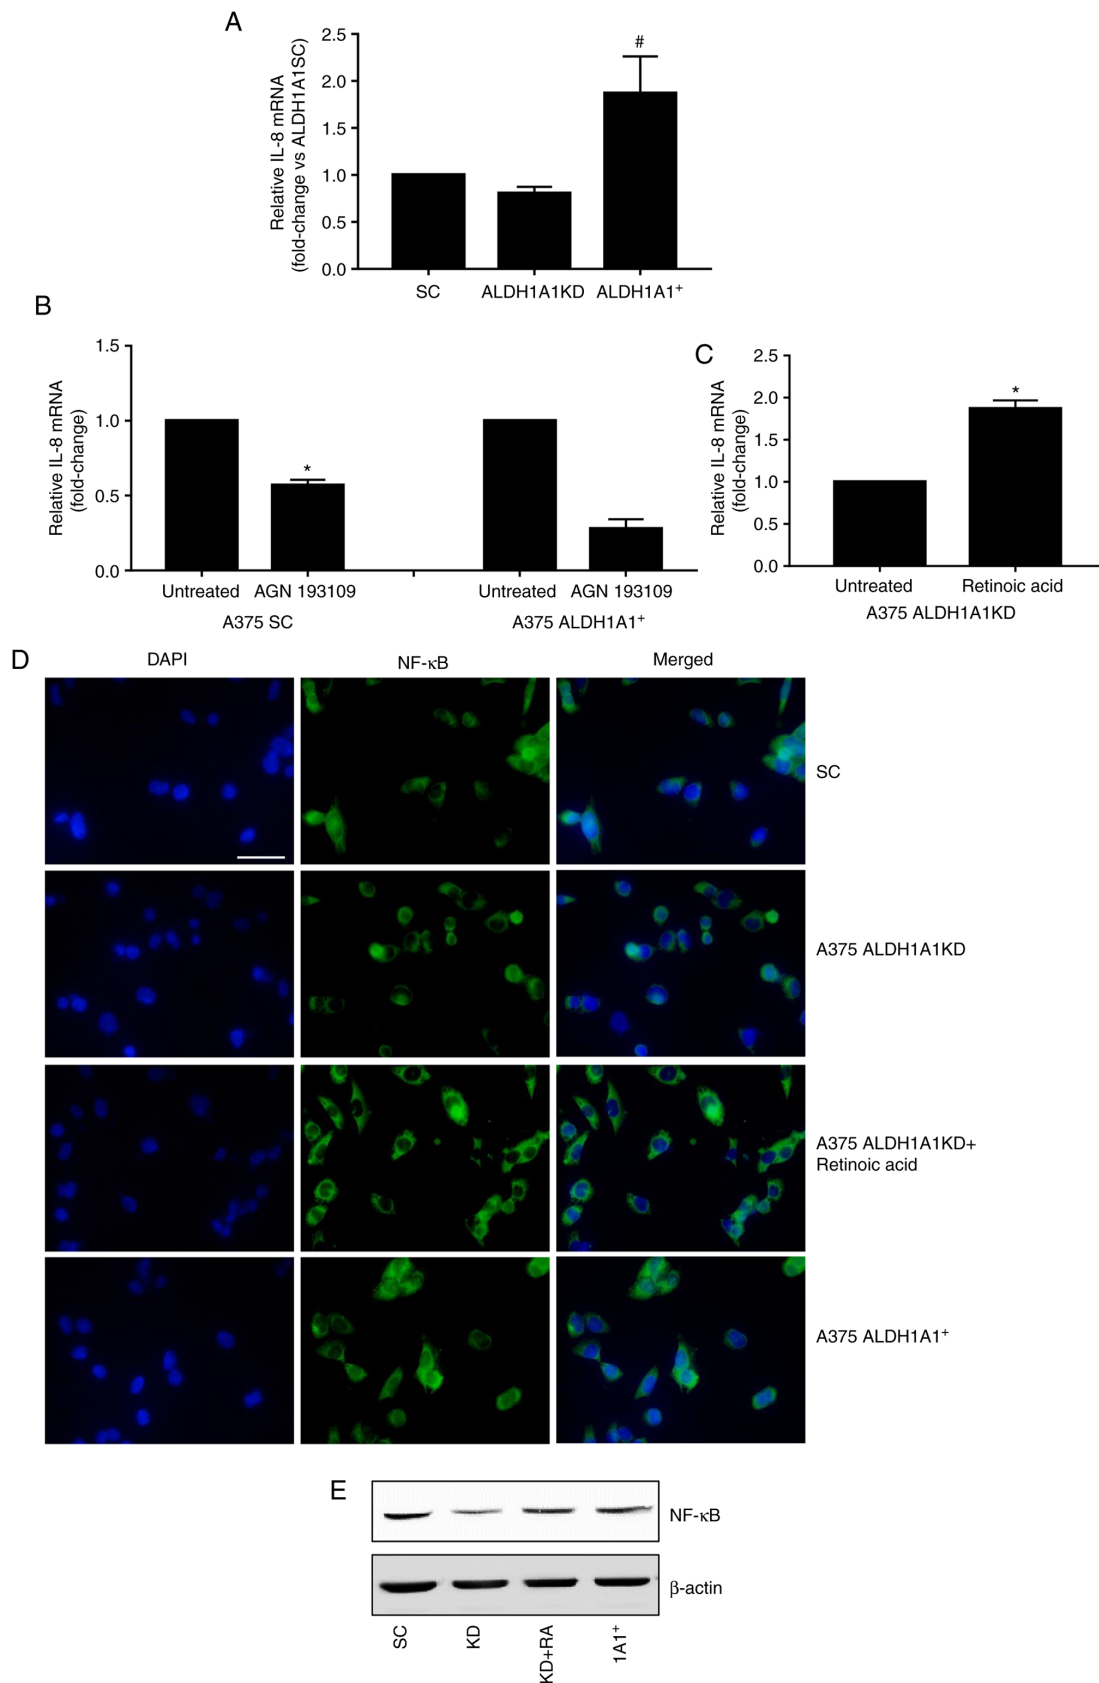 A
Relative IL-8 mRNA
(fold-change vs ALDH1A1SC)
2.5
2.0
1.5
1.0
0.5
0.0
#
SC ALDH1A1KD ALDH1A1⁺
B
Relative IL-8 mRNA
(fold-change)
1.5
1.0
0.5
0.0
*
Untreated AGN 193109 Untreated AGN 193109
A375 SC A375 ALDH1A1⁺
C
Relative IL-8 mRNA
(fold-change)
2.5
2.0
1.5
1.0
0.5
0.0
*
Untreated Retinoic acid
A375 ALDH1A1KD
D
DAPI NF-κB Merged
SC
A375 ALDH1A1KD
A375 ALDH1A1KD+
Retinoic acid
A375 ALDH1A1⁺
E
NF-κB
β-actin
SC KD KD+RA 1A1⁺